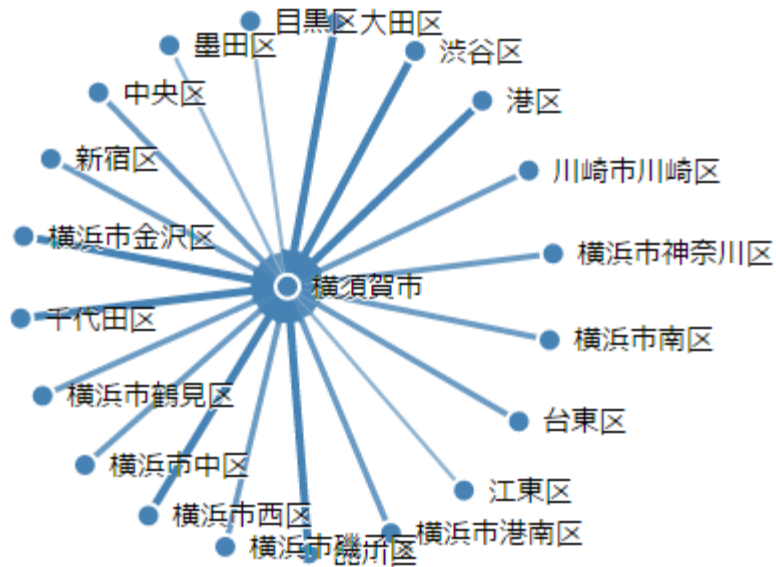 目黒区
大田区
墨田区
渋谷区
中央区
港区
新宿区
川崎市川崎区
横浜市金沢区
横浜市神奈川区
横須賀市
千代田区
横浜市南区
横浜市鶴見区
台東区
横浜市中区
江東区
横浜市西区
横浜市港南区
横浜市磯子区
品川区